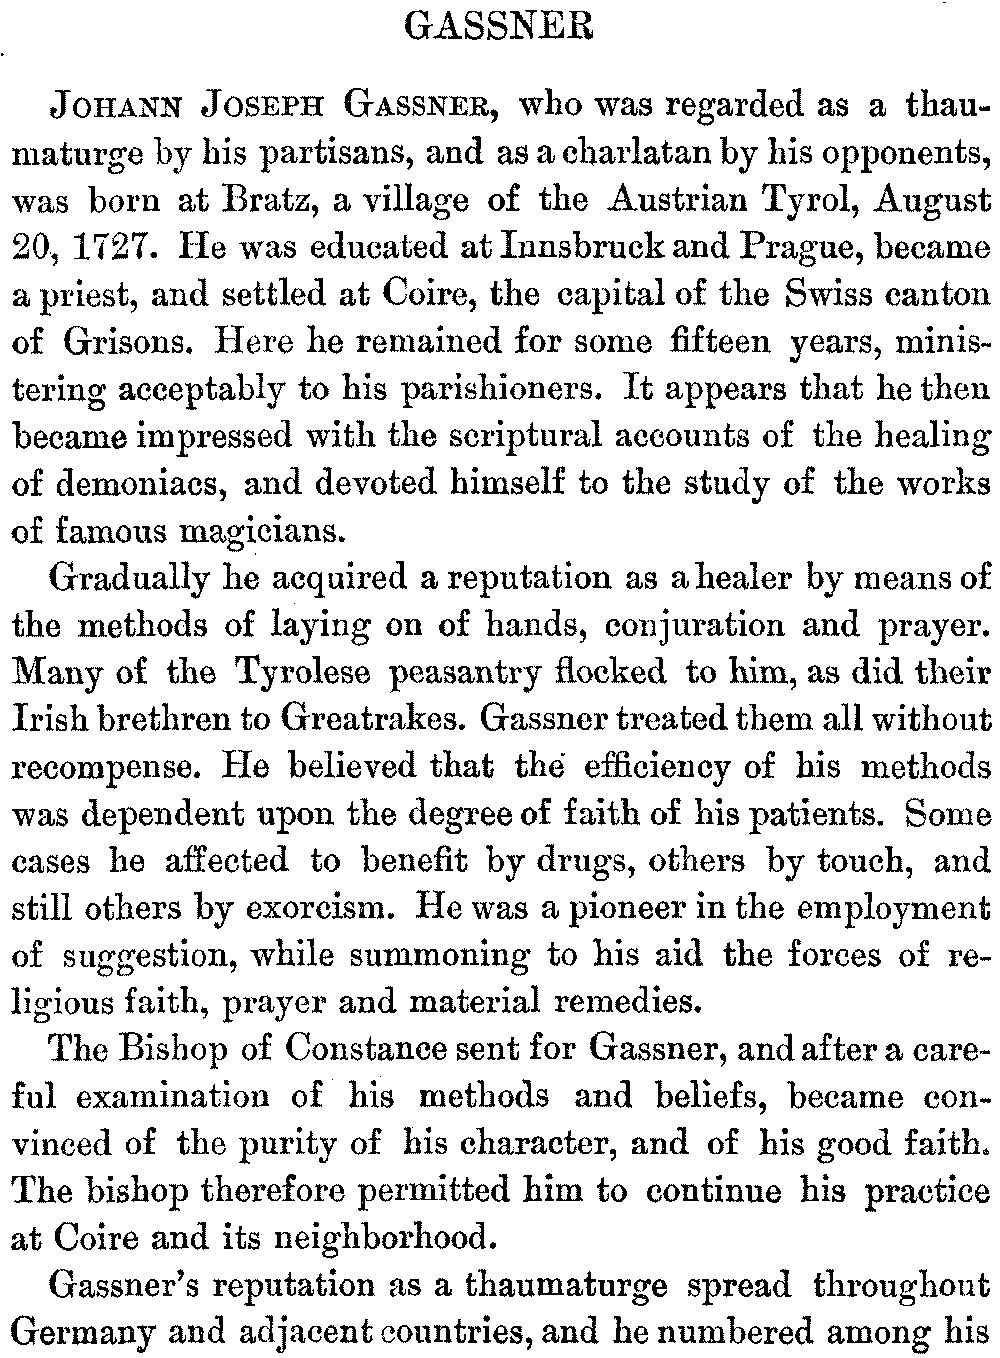 GASSNER
JOHANN JOSEPH GASSNER, who was regarded as a thau-
maturge by his partisans, and as a charlatan by his opponents,
was born at Bratz, a village of the Austrian Tyrol, August
20, 1727. He was educated at Innsbruck and Prague, became
a priest, and settled at Coire, the capital of the Swiss canton
of Grisons. Here he remained for some fifteen years, minis-
tering acceptably to his parishioners. It appears that he then
became impressed with the scriptural accounts of the healing
of demoniacs, and devoted himself to the study of the works
of famous magicians.
Gradually he acquired a reputation as a healer by means of
the methods of laying on of hands, conjuration and prayer.
Many of the Tyrolese peasantry flocked to him, as did their
Irish brethren to Greatrakes. Gassner treated them all without
recompense. He believed that the efficiency of his methods
was dependent upon the degree of faith of his patients. Some
cases he affected to benefit by drugs, others by touch, and
still others by exorcism. He was a pioneer in the employment
of suggestion, while summoning to his aid the forces of re-
ligious faith, prayer and material remedies.
The Bishop of Constance sent for Gassner, and after a care-
ful examination of his methods and beliefs, became con-
vinced of the purity of his character, and of his good faith.
The bishop therefore permitted him to continue his practice
at Coire and its neighborhood.
Gassner's reputation as a thaumaturge spread throughout
Germany and adjacent countries, and he numbered among his